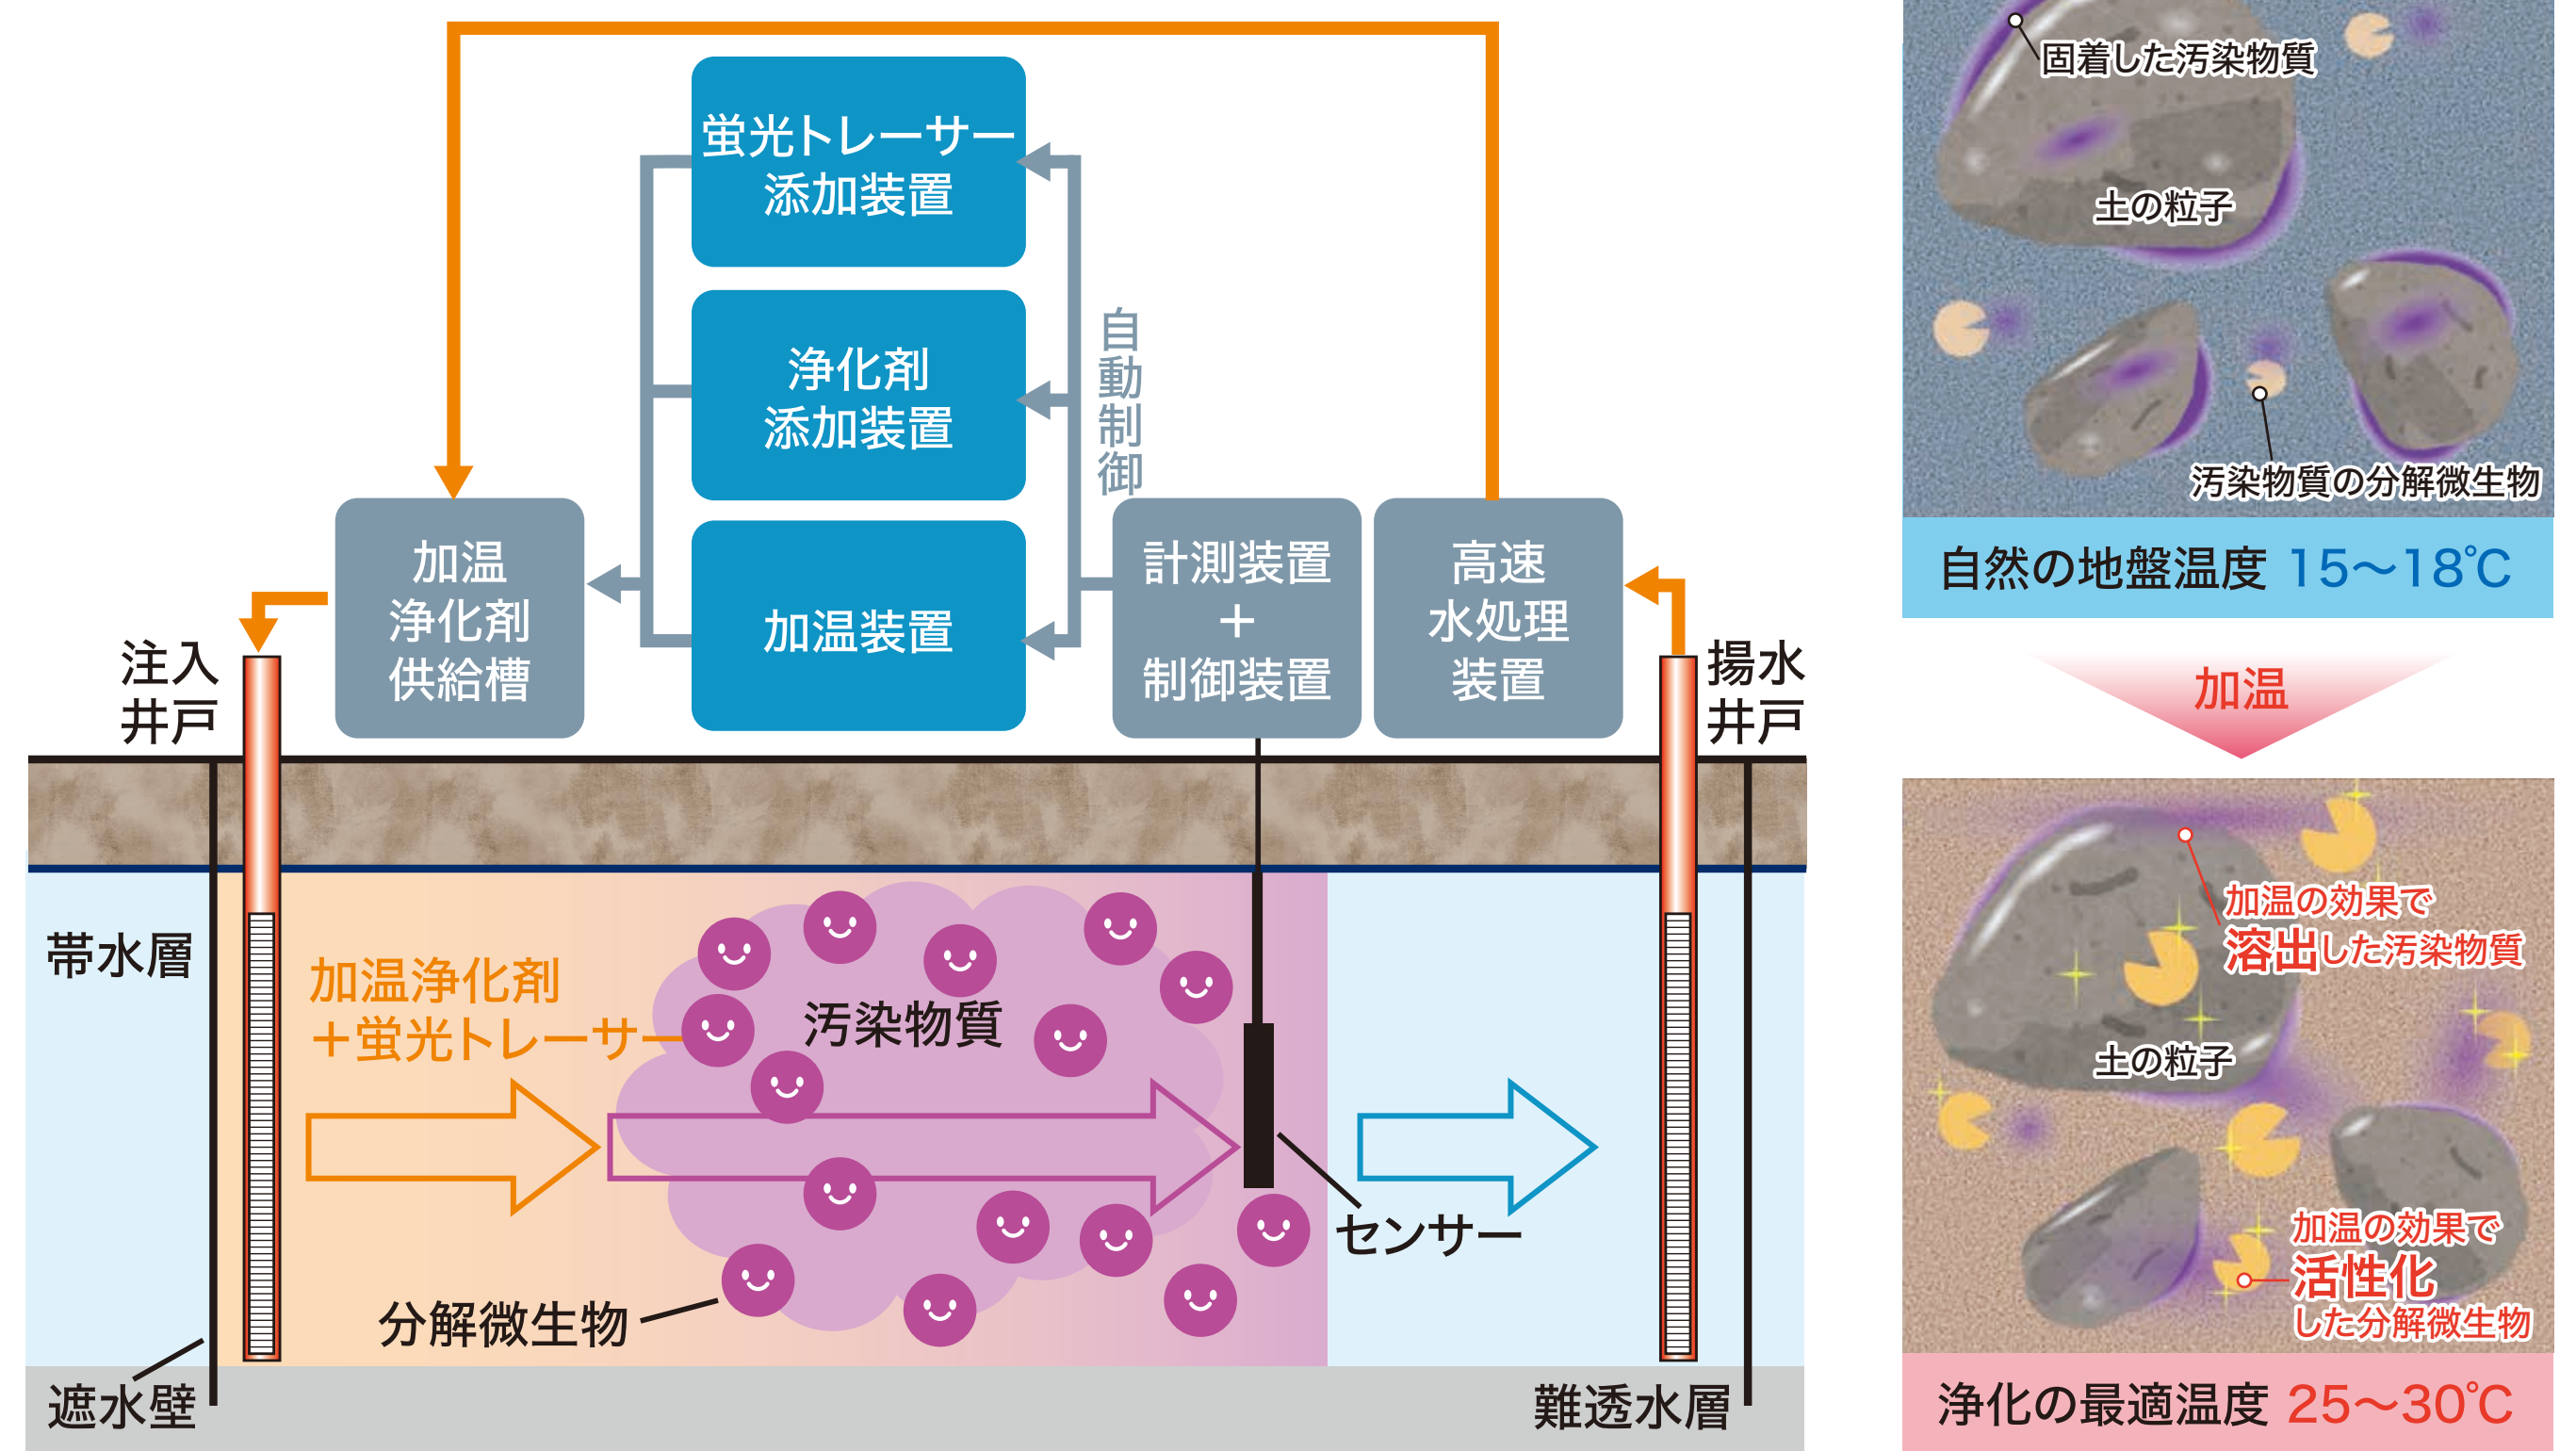 蛍光トレーサー
添加装置
浄化剤
添加装置
加温装置
自動制御
加温
浄化剤
供給槽
計測装置
+
制御装置
高速
水処理
装置
注入
井戸
揚水
井戸
帯水層
加温浄化剤
+蛍光トレーサー
汚染物質
センサー
分解微生物
遮水壁
難透水層
固着した汚染物質
土の粒子
汚染物質の分解微生物
自然の地盤温度 15〜18℃
加温
加温の効果で
溶出した汚染物質
土の粒子
加温の効果で
活性化
した分解微生物
浄化の最適温度 25〜30℃